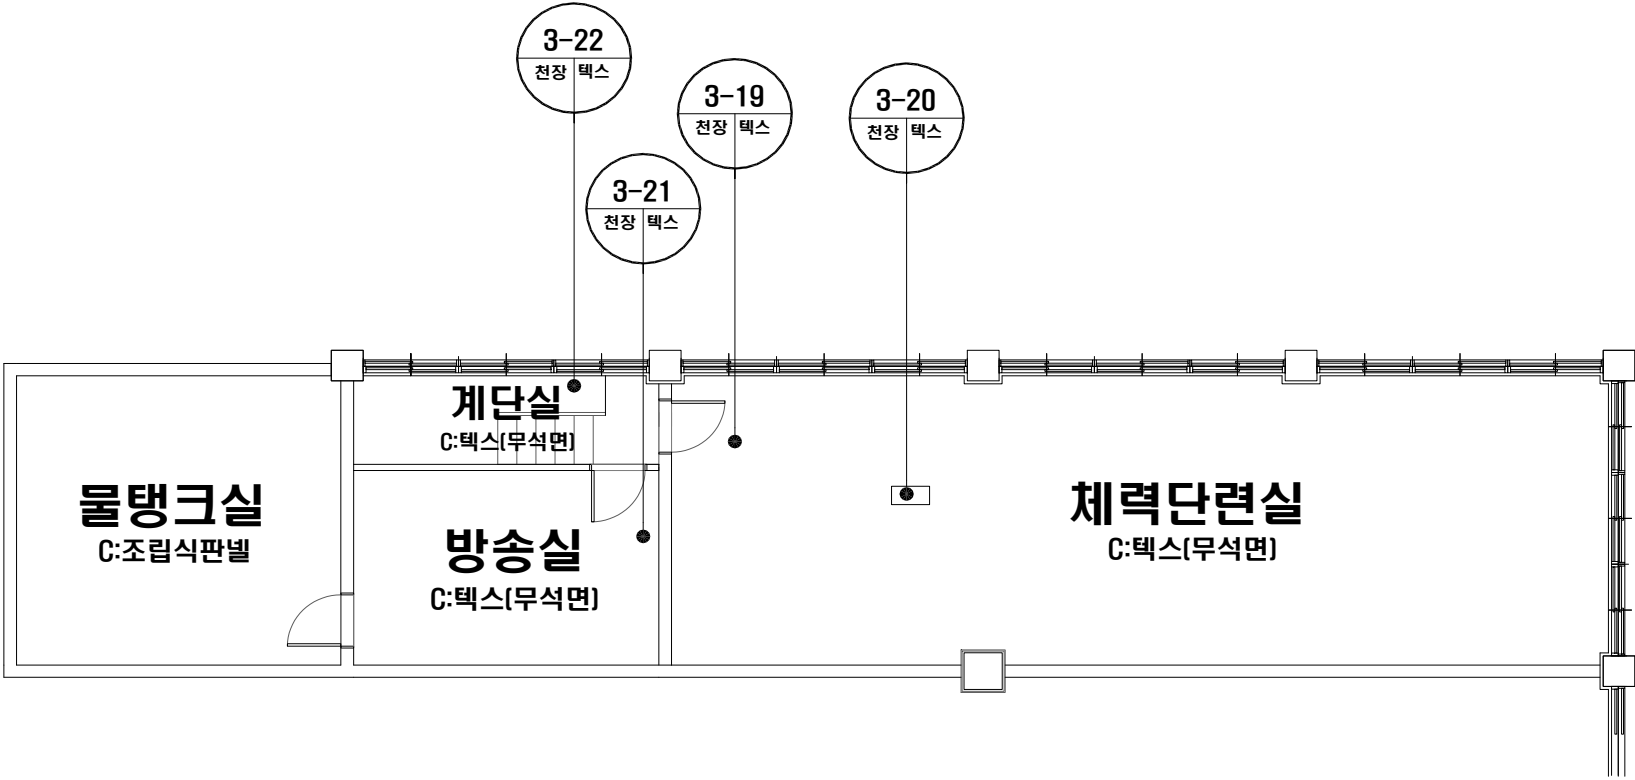 3-22
천장 텍스
3-19
천장 텍스
3-20
천장 텍스
3-21
천장 텍스
계단실
C:텍스(무석면)
물탱크실
C:조립식판넬
방송실
C:텍스(무석면)
체력단련실
C:텍스(무석면)